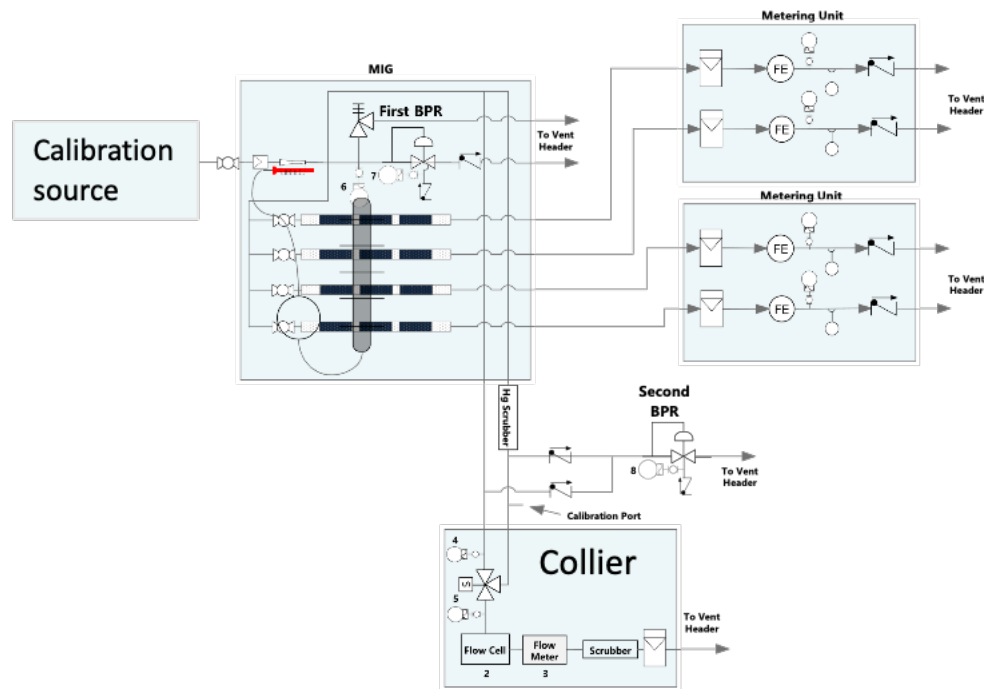 Metering Unit
FE
FE
To Vent
Header
MIG
First BPR
To Vent
Header
7
6
Calibration
source
Metering Unit
FE
FE
To Vent
Header
Hg Scrubber
Second
BPR
8
To Vent
Header
Calibration Port
Collier
4
S
5
To Vent
Header
Flow Cell
Flow
Meter
Scrubber
2
3